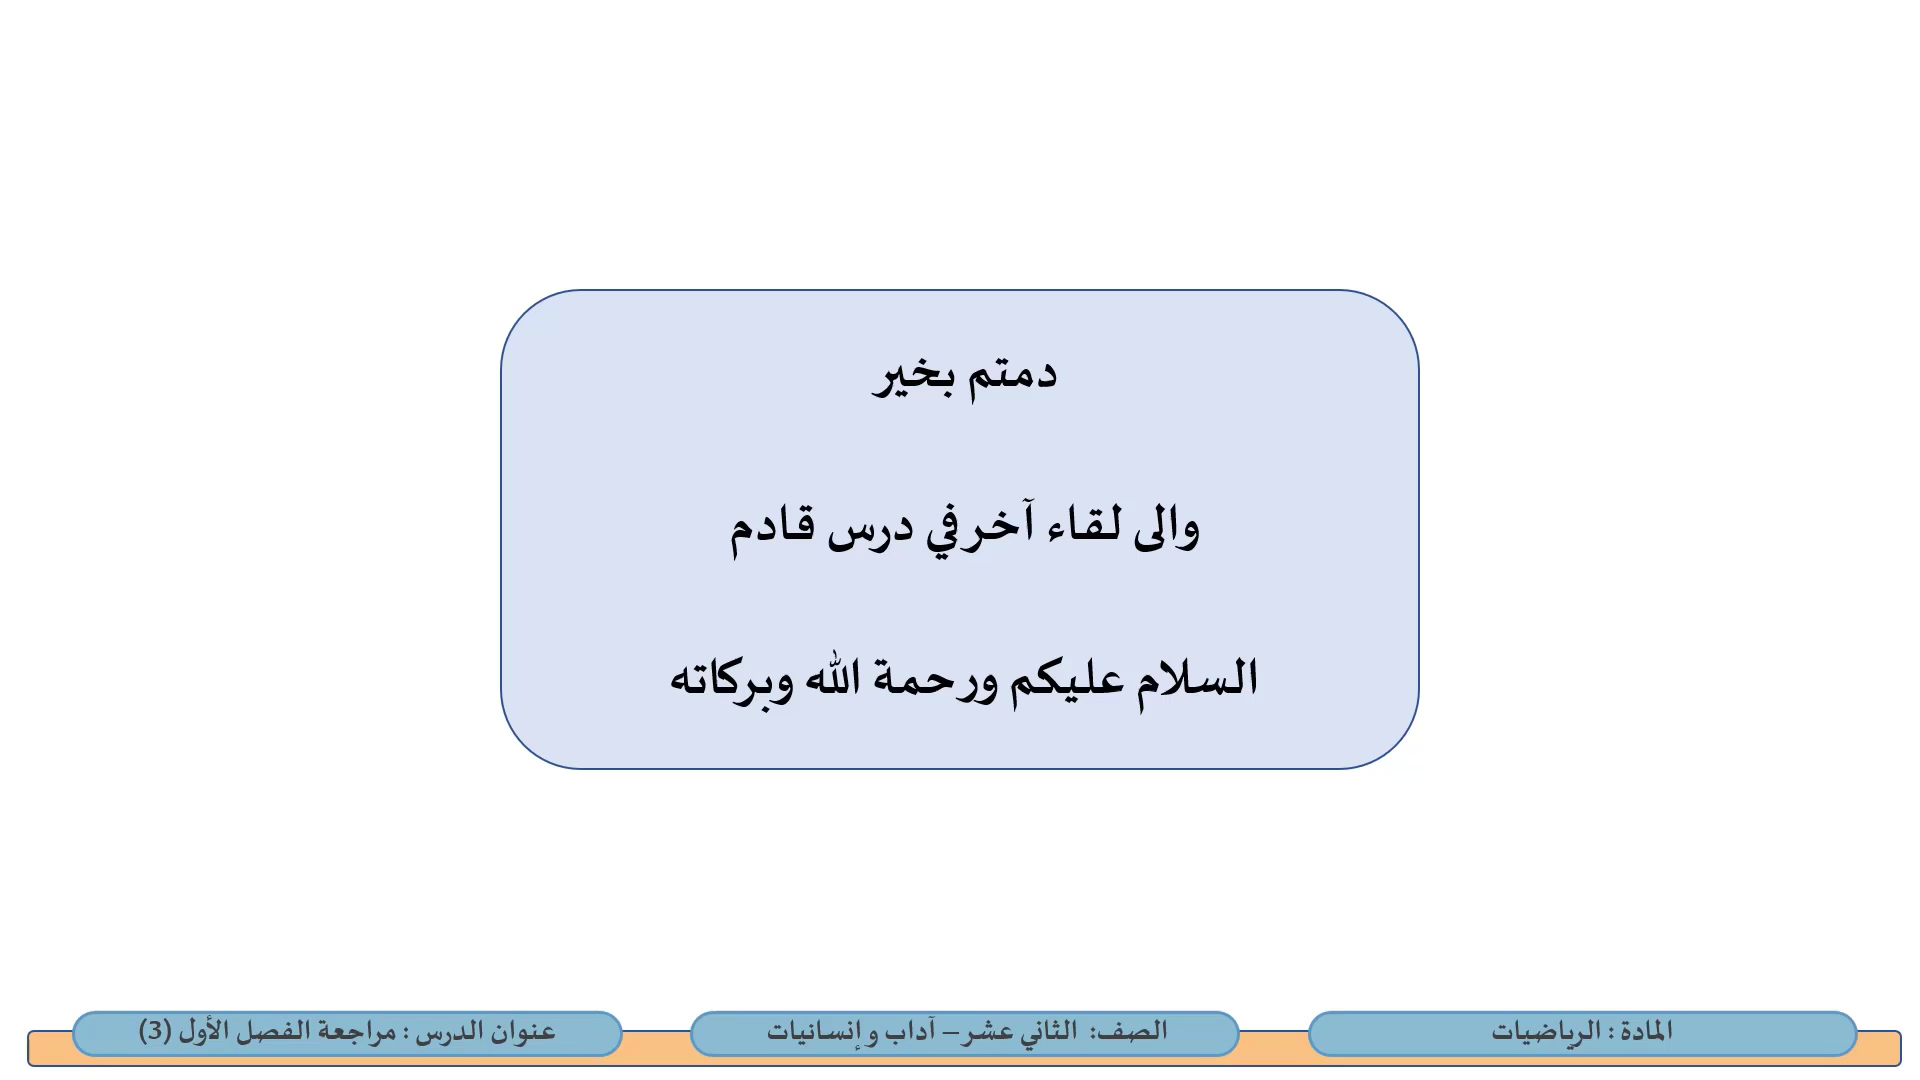 دمتم بخير
والى لقاء آخر في درس قادم
السلام عليكم ورحمة الله وبركاته
المادة : الرياضيات
الصف: الثاني عشر – آداب و إنسانيات
عنوان الدرس : مراجعة الفصل الأول (3)